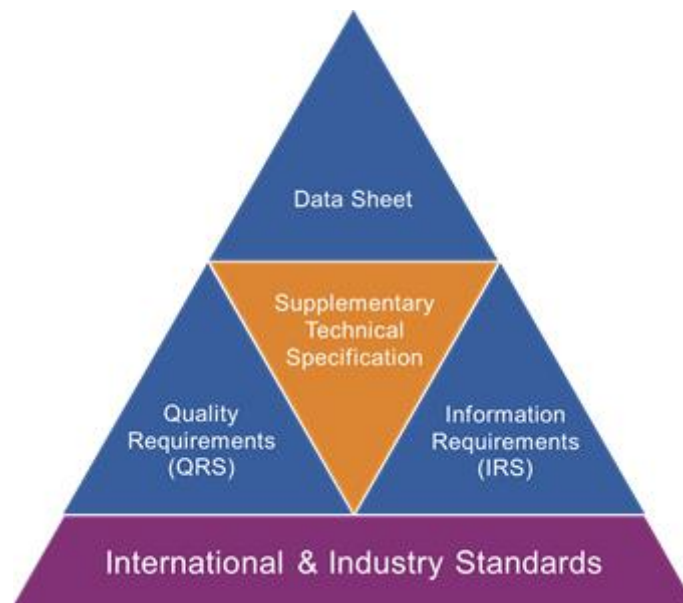 Data Sheet
Supplementary
Technical
Specification
Quality
Requirements
(QRS)
Information
Requirements
(IRS)
International & Industry Standards